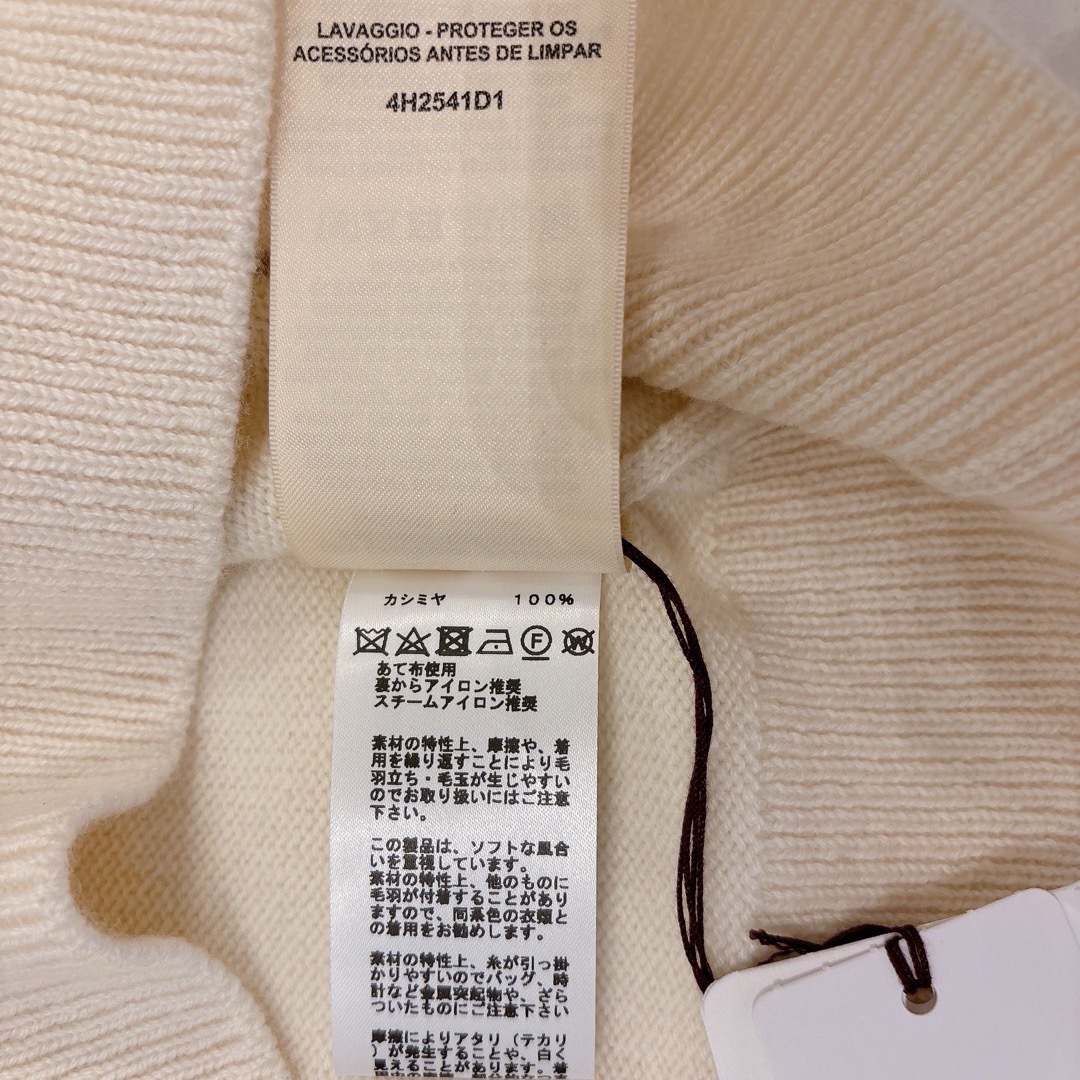 LAVAGGIO - PROTEGER OS
ACESSÓRIOS ANTES DE LIMPAR
4H2541D1
カシミヤ 100%
F W
あて布使用
裏からアイロン推奨
スチームアイロン推奨
素材の特性上、摩擦や、着
用を繰り返すことにより毛
羽立ち・毛玉が生じやすい
のでお取り扱いにはご注意
下さい。
この製品は、ソフトな風合
いを重視しています。
素材の特性上、他のものに
毛羽が付着することがあり
ますので、同系色の衣類と
の着用をお勧めします。
素材の特性上、糸が引っ掛
かりやすいのでバッグ、時
計など金属突起物や、ざら
ついたものにご注意下さい
摩擦によりアタリ（テカリ
）が発生することや、白く
見えることがあります。着